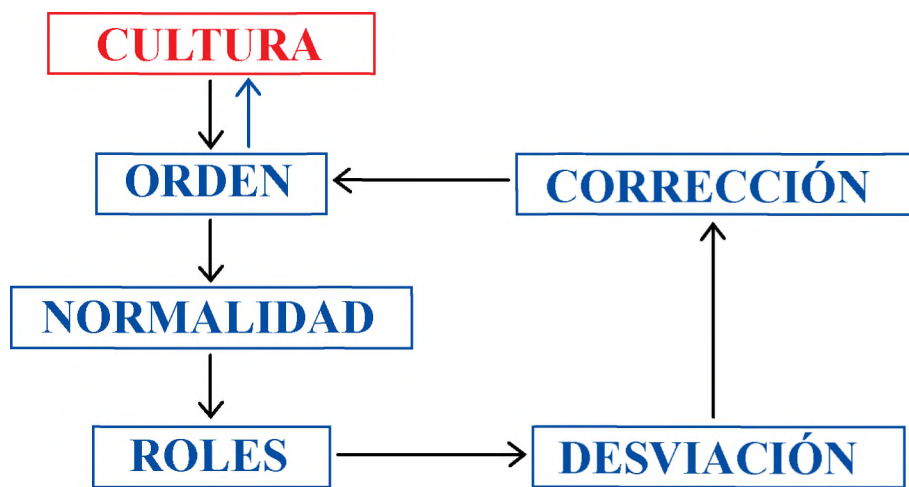 CULTURA
ORDEN
CORRECCIÓN
NORMALIDAD
ROLES
DESVIACIÓN